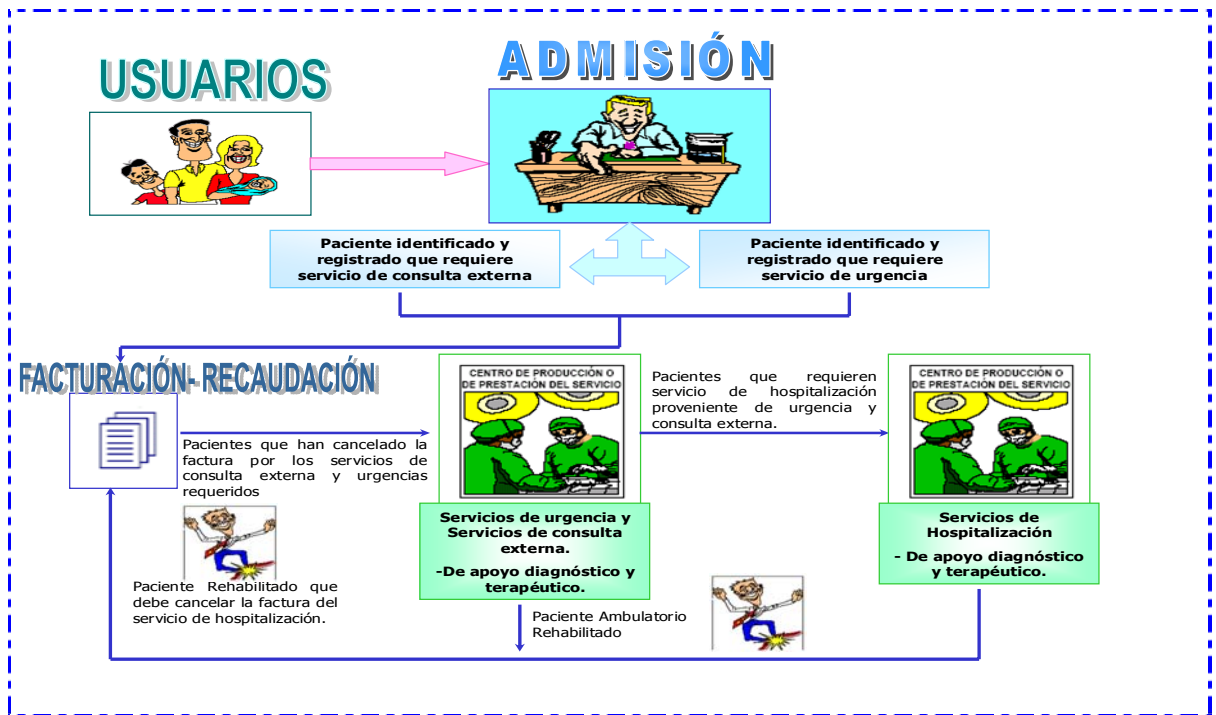 USUARIOS
ADMISIÓN
Paciente identificado y
registrado que requiere
servicio de consulta externa
Paciente identificado y
registrado que requiere
servicio de urgencia
FACTURACIÓN- RECAUDACIÓN
CENTRO DE PRODUCCIÓN O
DE PRESTACIÓN DEL SERVICIO
Pacientes que requieren
servicio de hospitalización
proveniente de urgencia y
consulta externa.
CENTRO DE PRODUCCIÓN O
DE PRESTACIÓN DEL SERVICIO
Pacientes que han cancelado la
factura por los servicios de
consulta externa y urgencias
requeridos
Servicios de urgencia y
Servicios de consulta
externa.
-De apoyo diagnóstico y
terapéutico.
Servicios de
Hospitalización
- De apoyo diagnóstico
y terapéutico.
Paciente Rehabilitado que
debe cancelar la factura del
servicio de hospitalización.
Paciente Ambulatorio
Rehabilitado